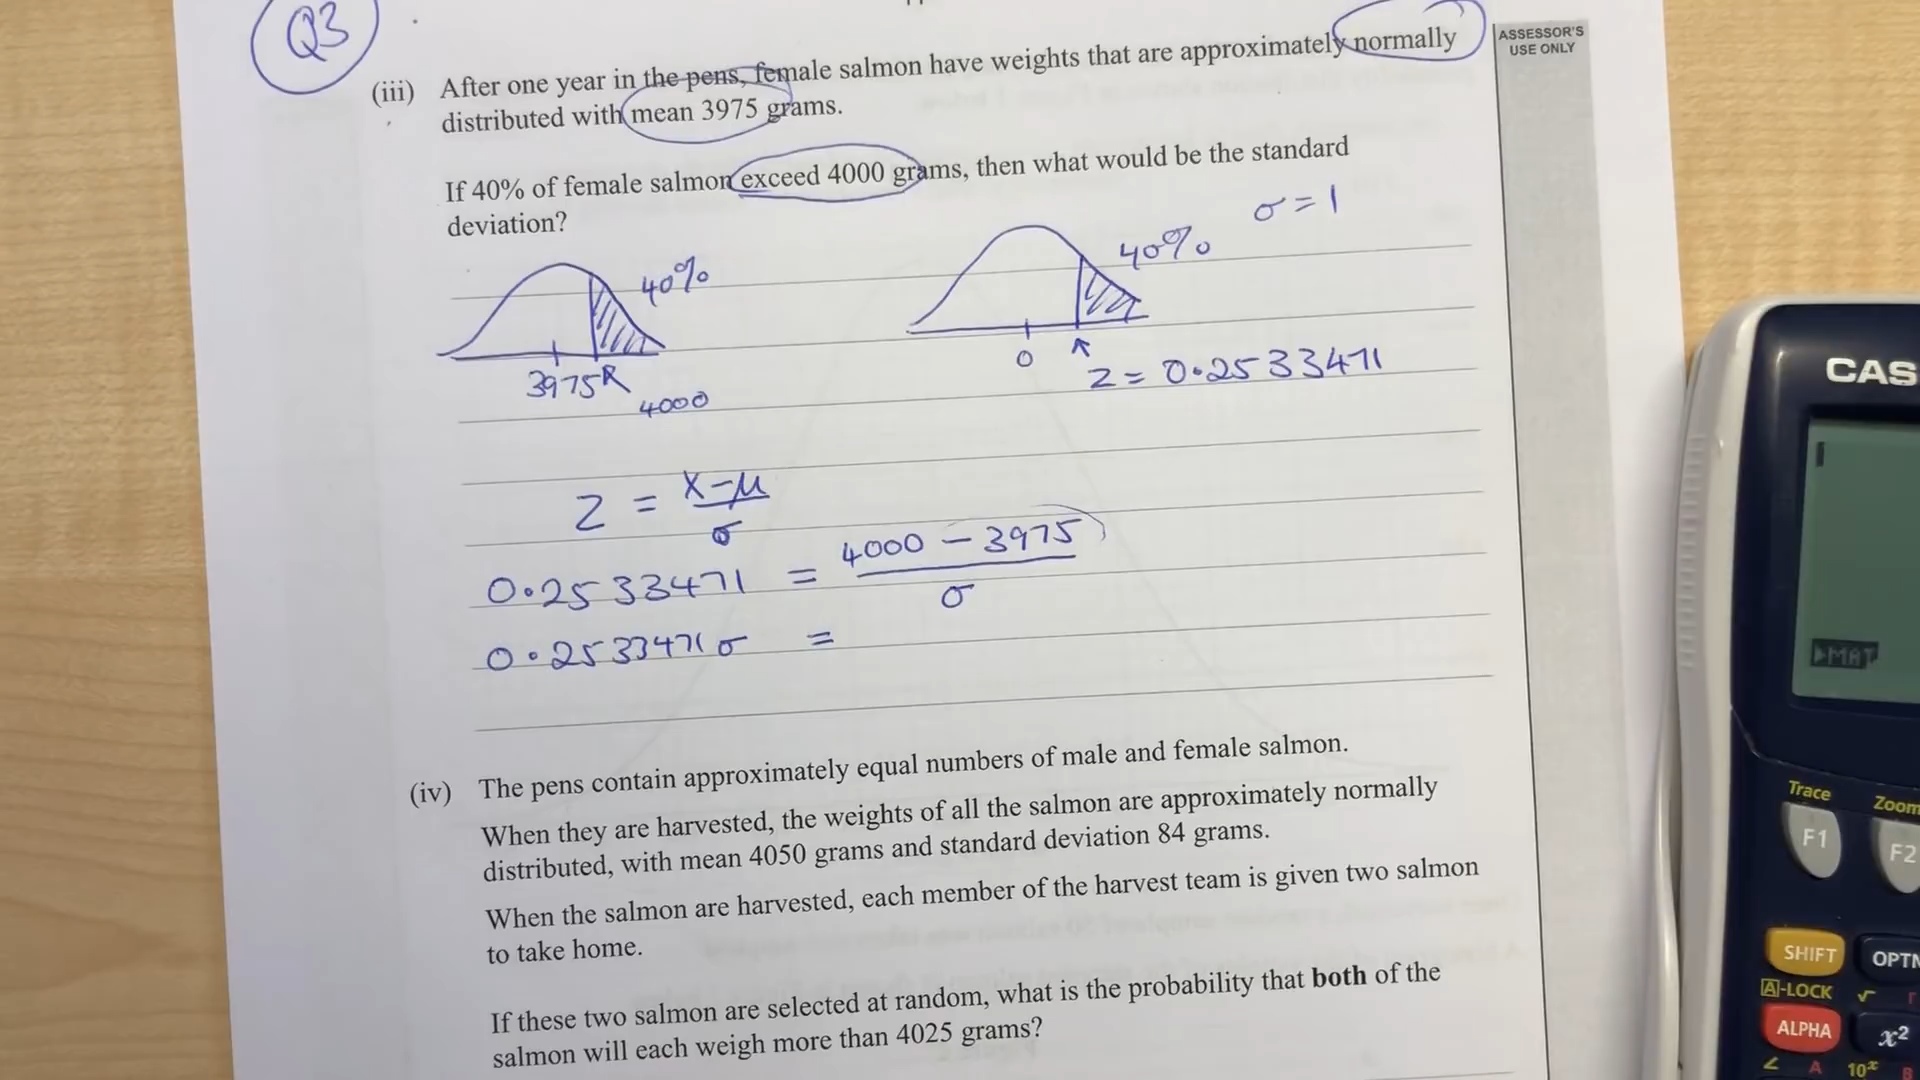 Q3
(iii) After one year in the pens, female salmon have weights that are approximately normally
distributed with mean 3975 grams.
ASSESSOR'S
USE ONLY
If 40% of female salmon exceed 4000 grams, then what would be the standard
deviation?
σ = 1
40%
40%
3975
4000
0
Z = 0.2533471
Z = X-μ
σ
0.2533471 = 4000 - 3975
σ
0.2533471σ =
(iv) The pens contain approximately equal numbers of male and female salmon.
When they are harvested, the weights of all the salmon are approximately normally
distributed, with mean 4050 grams and standard deviation 84 grams.
When the salmon are harvested, each member of the harvest team is given two salmon
to take home.
If these two salmon are selected at random, what is the probability that both of the
salmon will each weigh more than 4025 grams?
CAS
MAT
Trace
Zoom
F1
F2
SHIFT
OPTN
A-LOCK
√
ALPHA
x²
∠ A 10ˣ B